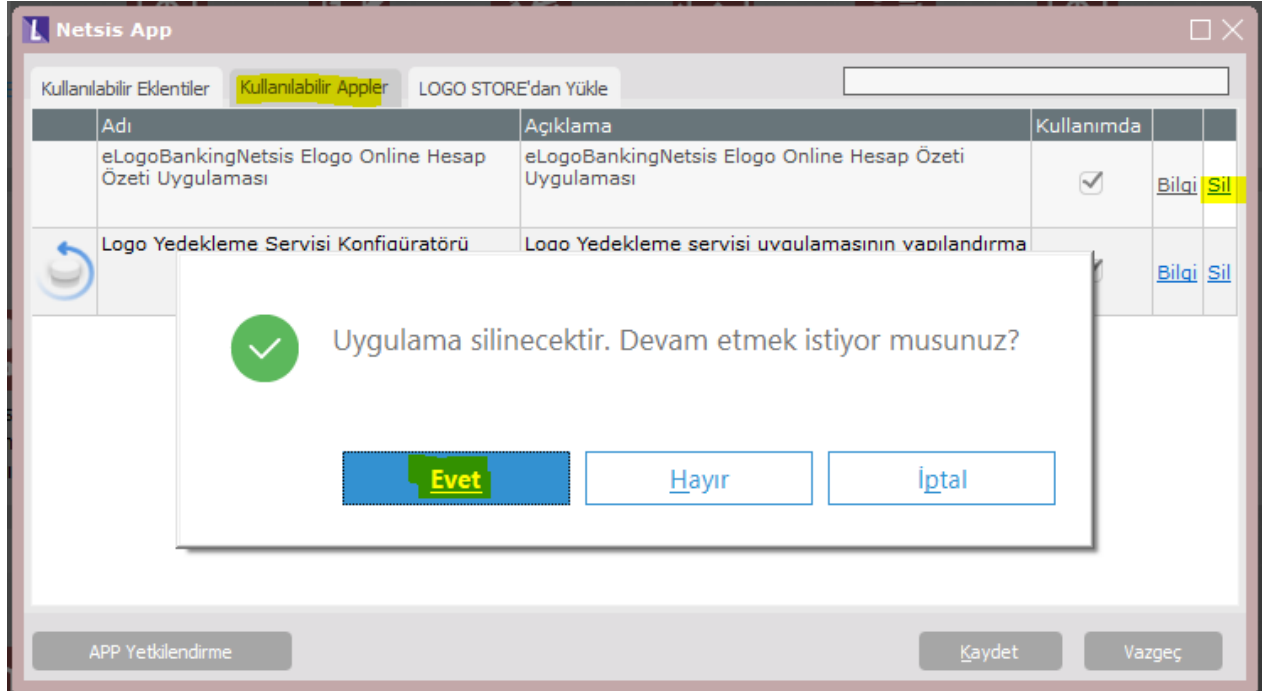 Netsis App
Kullanılabilir Eklentiler Kullanılabilir Appler LOGO STORE'dan Yükle
Adı Açıklama Kullanımda
eLogoBankingNetsis Elogo Online Hesap
Özeti Uygulaması
eLogoBankingNetsis Elogo Online Hesap Özeti
Uygulaması
Bilgi Sil
Logo Yedekleme Servisi Konfigüratörü
Logo Yedekleme servisi uygulamasının yapılandırma
Bilgi Sil
Uygulama silinecektir. Devam etmek istiyor musunuz?
Evet Hayır İptal
APP Yetkilendirme Kaydet Vazgeç